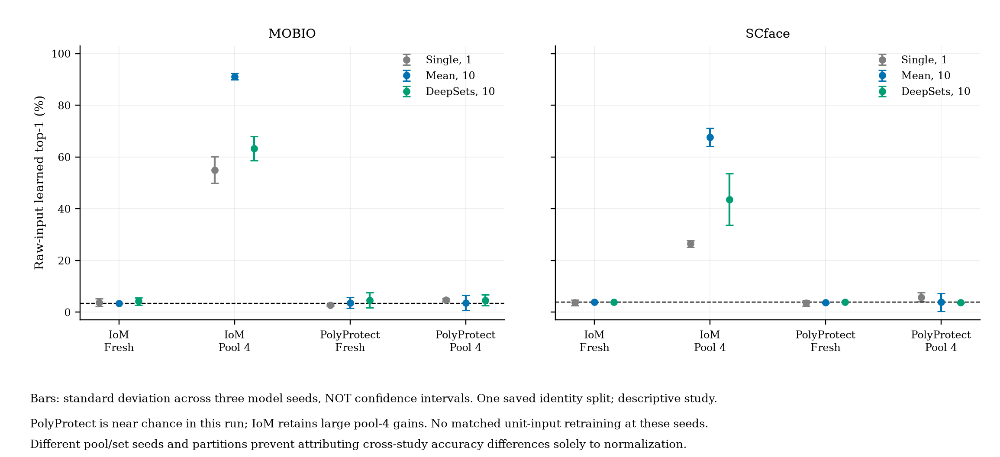 MOBIO
SCface
Raw-input learned top-1 (%)
100
80
60
40
20
0
Single, 1
Mean, 10
DeepSets, 10
Single, 1
Mean, 10
DeepSets, 10
IoM
Fresh
IoM
Pool 4
PolyProtect
Fresh
PolyProtect
Pool 4
IoM
Fresh
IoM
Pool 4
PolyProtect
Fresh
PolyProtect
Pool 4
Bars: standard deviation across three model seeds, NOT confidence intervals. One saved identity split; descriptive study.
PolyProtect is near chance in this run; IoM retains large pool-4 gains. No matched unit-input retraining at these seeds.
Different pool/set seeds and partitions prevent attributing cross-study accuracy differences solely to normalization.